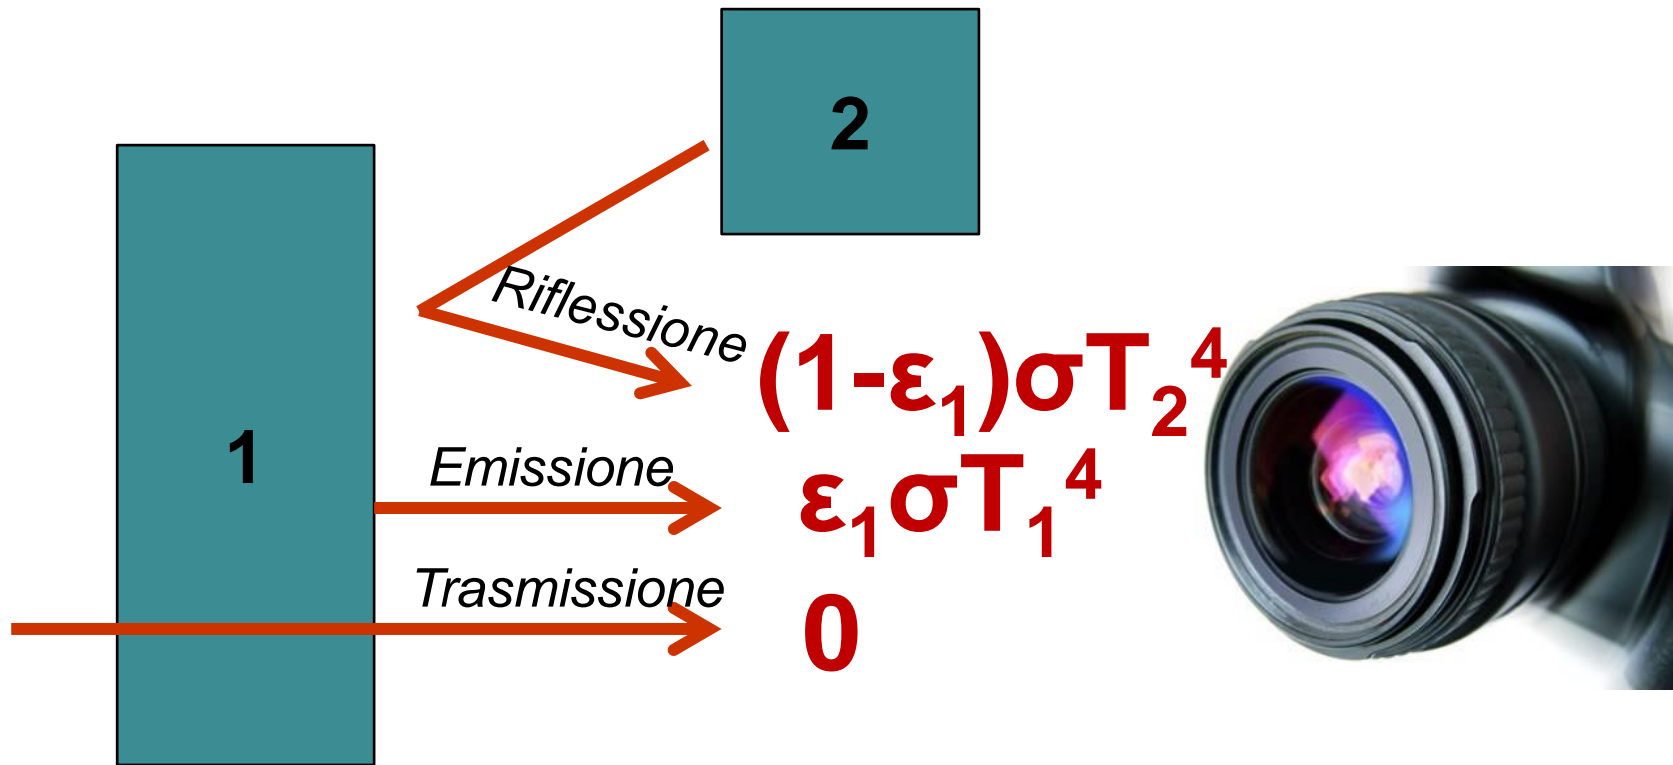 2
Riflessione
(1-ε₁)σT₂⁴
1
Emissione
ε₁σT₁⁴
Trasmissione
0